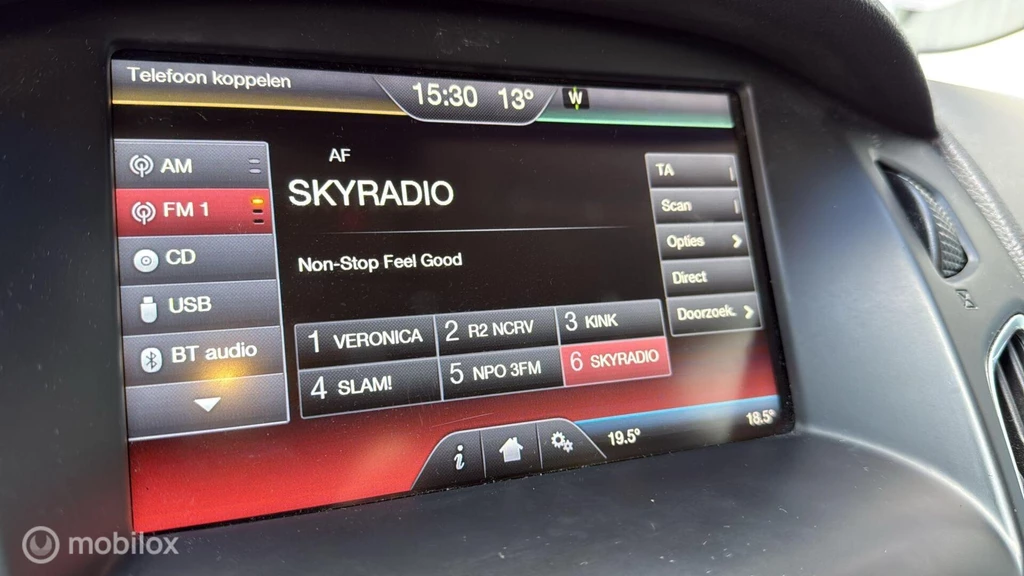 Telefoon koppelen
15:30 13°
W
AM
FM 1
CD
USB
BT audio
AF
SKYRADIO
Non-Stop Feel Good
1 VERONICA 2 R2 NCRV 3 KINK
4 SLAM! 5 NPO 3FM 6 SKYRADIO
TA
Scan
Opties
Direct
Doorzoek.
i
19.5° 18.5°
mobilox